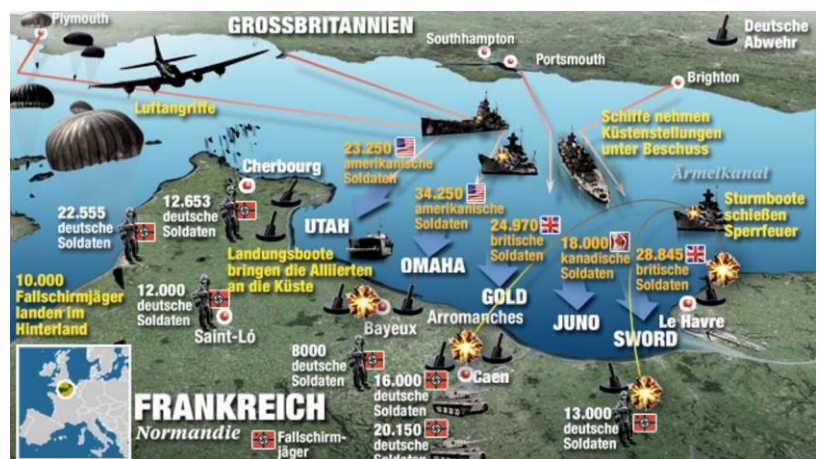 Plymouth
GROSSBRITANNIEN
Southhampton
Portsmouth
Brighton
Deutsche
Abwehr
Luftangriffe
Schiffe nehmen
Küstenstellungen
unter Beschuss
Ärmelkanal
Cherbourg
23.250
amerikanische
Soldaten
34.250
amerikanische
Soldaten
24.970
britische
Soldaten
18.000
kanadische
Soldaten
28.845
britische
Soldaten
Sturmboote
schießen
Sperrfeuer
22.555
deutsche
Soldaten
12.653
deutsche
Soldaten
UTAH
OMAHA
GOLD
JUNO
SWORD
Landungsboote
bringen die Alliierten
an die Küste
10.000
Fallschirmjäger
landen im
Hinterland
12.000
deutsche
Soldaten
Saint-Ló
Bayeux
Arromanches
Le Havre
Caen
8000
deutsche
Soldaten
16.000
deutsche
Soldaten
20.150
deutsche
Soldaten
13.000
deutsche
Soldaten
FRANKREICH
Normandie
Fallschirm-
jäger